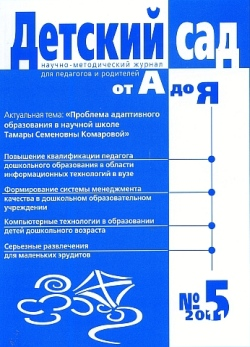 Детский сад
научно-методический журнал
для педагогов и родителей
от А до Я
Актуальная тема: «Проблема адаптивного
образования в научной школе
Тамары Семеновны Комаровой»
Повышение квалификации педагога
дошкольного образования в области
информационных технологий в вузе
Формирование системы менеджмента
качества в дошкольном образовательном
учреждении
Компьютерные технологии в образовании
детей дошкольного возраста
Серьезные развлечения
для маленьких эрудитов
№ 5